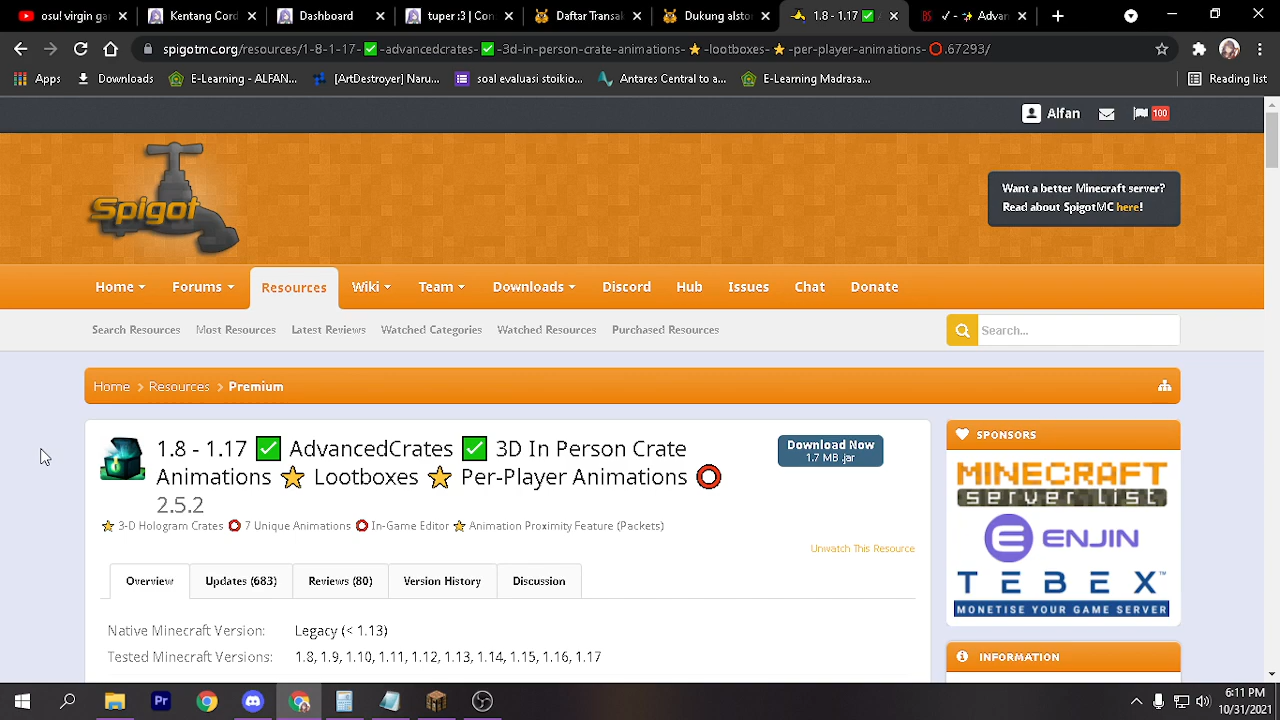 osul virgin gan
Kentang Cord
Dashboard
tuper3 | Con
Daftar Transak
Dukung alstor
1.8 - 1.17 ✅
BS ✓ - ✨ Advan
spigotmc.org/resources/1-8-1-17-✅-advancedcrates-✅-3d-in-person-crate-animations-⭐-lootboxes-⭐-per-player-animations-⭕.67293/
Apps
Downloads
E-Learning - ALFAN...
[ArtDestroyer] Naru...
soal evaluasi stoikio...
Antares Central to a...
E-Learning Madrasa...
Reading list
Alfan
100
Spigot
Want a better Minecraft server?
Read about SpigotMC here!
Home
Forums
Resources
Wiki
Team
Downloads
Discord
Hub
Issues
Chat
Donate
Search Resources
Most Resources
Latest Reviews
Watched Categories
Watched Resources
Purchased Resources
Search...
Home > Resources > Premium
1.8 - 1.17 ✅ AdvancedCrates ✅ 3D In Person Crate
Animations ⭐ Lootboxes ⭐ Per-Player Animations ⭕
2.5.2
⭐ 3-D Hologram Crates ⭕ 7 Unique Animations ⭕ In-Game Editor ⭐ Animation Proximity Feature (Packets)
Download Now
1.7 MB .jar
Unwatch This Resource
Overview
Updates (683)
Reviews (80)
Version History
Discussion
Native Minecraft Version: Legacy (< 1.13)
Tested Minecraft Versions: 1.8, 1.9, 1.10, 1.11, 1.12, 1.13, 1.14, 1.15, 1.16, 1.17
SPONSORS
MINECRAFT
server list
ENJIN
TEBEX™
MONETISE YOUR GAME SERVER
INFORMATION
Pr
6:11 PM
10/31/2021